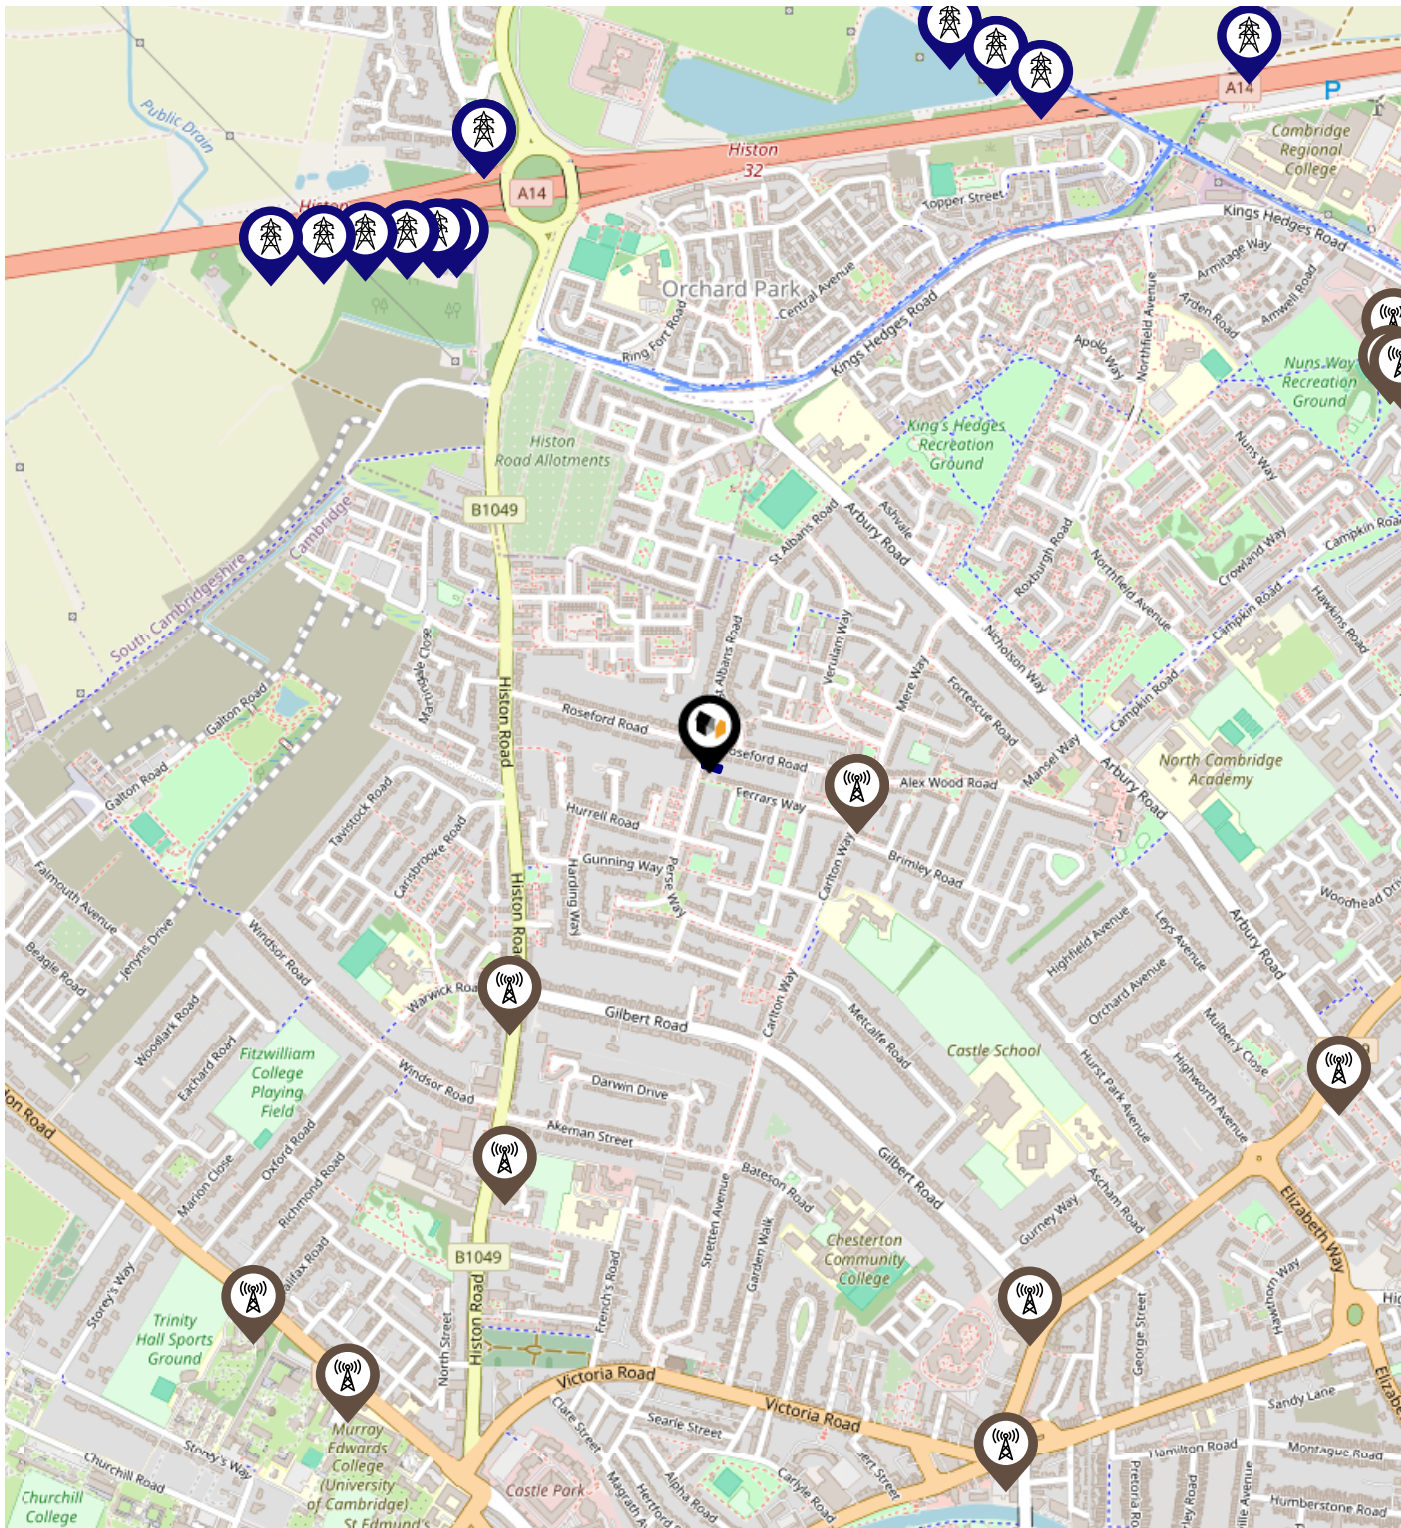 Public Drain
Histon
32
A14
A14
P
Cambridge
Regional
College
Histon
Topper Street
Kings Hedges Road
Armitage Way
Orchard Park
Central Avenue
Arden Road
Amwell Road
Northfield Avenue
Ring Fort Road
Kings Hedges Road
Apollo Way
Nuns Way
Recreation
Ground
King's Hedges
Recreation
Ground
Histon
Road Allotments
Nuns Way
B1049
Ashvale
Arbury Road
St Albans Road
Cambridge
South Cambridgeshire
Roxburgh Road
Northfield Avenue
Crowland Way
Campkin Road
Campkin Road
Hawkins Road
Nicholson Way
Verulam Way
Mere Way
St Albans Road
Fortescue Road
Galton Road
Histon Road
Roseford Road
Roseford Road
Campkin Road
Mansel Way
Arbury Road
North Cambridge
Academy
Galton Road
Tavistock Road
Carisbrooke Road
Hurrell Road
Ferrars Way
Alex Wood Road
Carlton Way
Brimley Road
Gunning Way
Perse Way
Harding Way
Histon Road
Falmouth Avenue
Beagle Road
Jenyns Drive
Windsor Road
Woodhead Drive
Arbury Road
Leys Avenue
Highfield Avenue
Orchard Avenue
Warwick Road
Gilbert Road
Carlton Way
Metcalfe Road
Castle School
Woodlark Road
Eachard Road
Fitzwilliam
College
Playing
Field
Windsor Road
Darwin Drive
Akeman Street
Mulberry Close
Highworth Avenue
Hurst Park Avenue
Oxford Road
Marion Close
Richmond Road
Bateson Road
Gilbert Road
Ascham Road
Gurney Way
Elizabeth Way
Stretten Avenue
Garden Walk
Chesterton
Community
College
B1049
Storey's Way
Halifax Road
French's Road
Hawthorn Way
George Street
Trinity
Hall Sports
Ground
North Street
Histon Road
Victoria Road
Victoria Road
Sandy Lane
Clare Street
Searle Street
Murray
Edwards
College
(University
of Cambridge)
St Edmund's
Storey's Way
Churchill Road
Churchill
College
Castle Park
Alpha Road
Carlyle Road
Hamilton Road
Montague Road
Humberstone Road